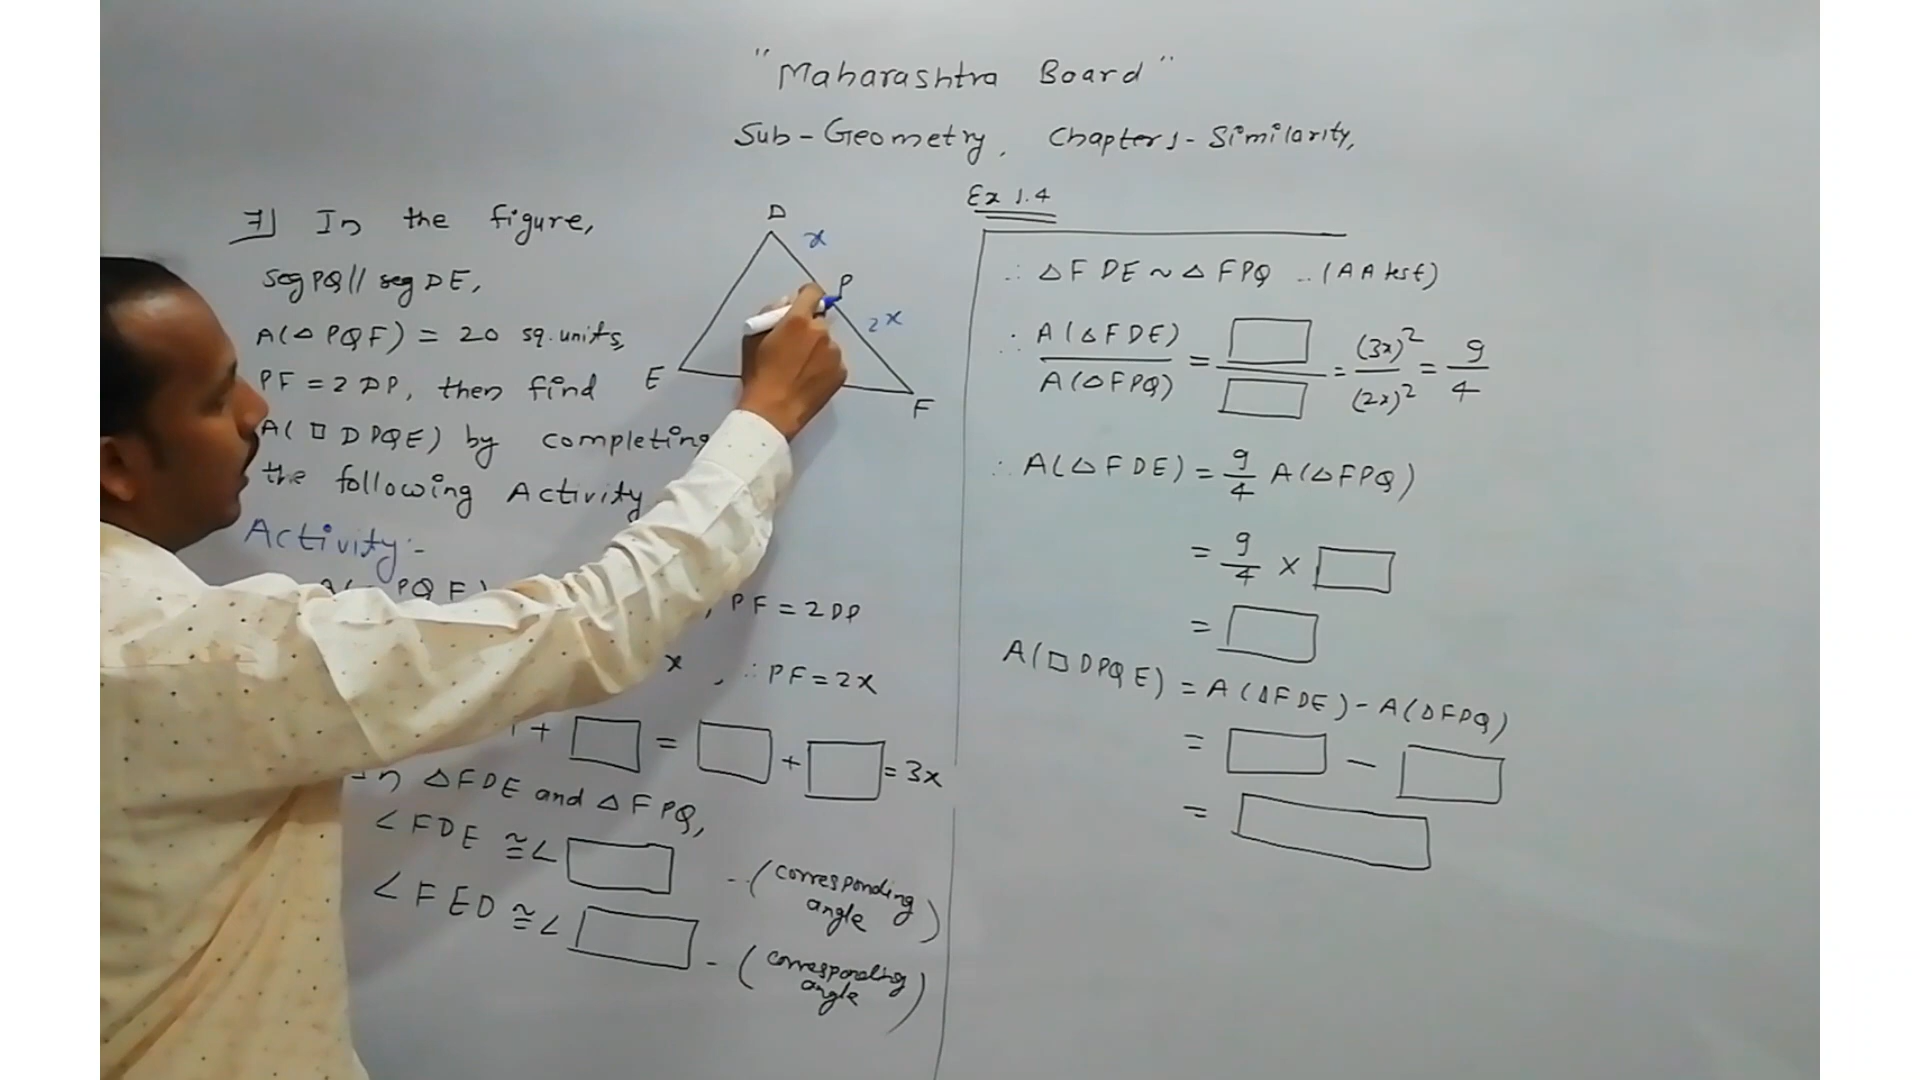 "Maharashtra Board"
Sub-Geometry, Chapter 1- Similarity,
Ex 1.4
7] In the figure,
seg PQ || seg DE,
A(△ PQF) = 20 sq. units,
PF = 2 DP, then find
A(□ DPQE) by completing
the following Activity
Activity:-
D
x
P
2x
E
F
PQF)
, PF = 2DP
x , ∴ PF = 2x
+ □ = □ + □ = 3x
In △FDE and △FPQ,
∠FDE ≅ ∠ □ -- (corresponding angle)
∠FED ≅ ∠ □ - (corresponding angle)
∴ △FDE ~ △FPQ .. (AA test)
∴ A(△FDE) / A(△FPQ) = □ / □ = (3x)² / (2x)² = 9/4
∴ A(△FDE) = 9/4 A(△FPQ)
= 9/4 × □
= □
A(□DPQE) = A(△FDE) - A(△FPQ)
= □ - □
= □